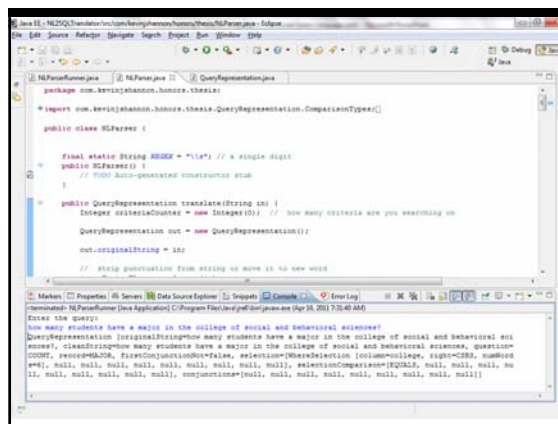 Java EE - NL2SQLTranslator/src/com/kevinjshannon/honors/thesis/NLParser.java - Eclipse
File Edit Source Refactor Navigate Search Project Run Window Help
Debug
Java
NLParserRunner.java
NLParser.java
QueryRepresentation.java
package com.kevinjshannon.honors.thesis;
import com.kevinjshannon.honors.thesis.QueryRepresentation.ComparisonTypes;
public class NLParser {
final static String REGEX = "\\s"; // a single digit
public NLParser() {
// TODO Auto-generated constructor stub
}
public QueryRepresentation translate(String in) {
Integer criteriaCounter = new Integer(0); // how many criteria are you searching on
QueryRepresentation out = new QueryRepresentation();
out.originalString = in;
// strip punctuation from string or move it to new word
Markers Properties Servers Data Source Explorer Snippets Console Error Log
<terminated> NLParserRunner [Java Application] C:\Program Files\Java\jre6\bin\javaw.exe (Apr 16, 2011 7:31:40 AM)
Enter the query:
how many students have a major in the college of social and behavioral sciences?
QueryRepresentation [originalString=how many students have a major in the college of social and behavioral sci
ences?, cleanString=how many students have a major in the college of social and behavioral sciences, question=
COUNT, record=MAJOR, firstConjunctionNot=false, selection=[WhereSelection [column=college, right=CSBS, numWord
s=6], null, null, null, null, null, null, null, null, null], selectionComparison=[EQUALS, null, null, null, nu
ll, null, null, null, null, null], conjunctions=[null, null, null, null, null, null, null, null, null]]